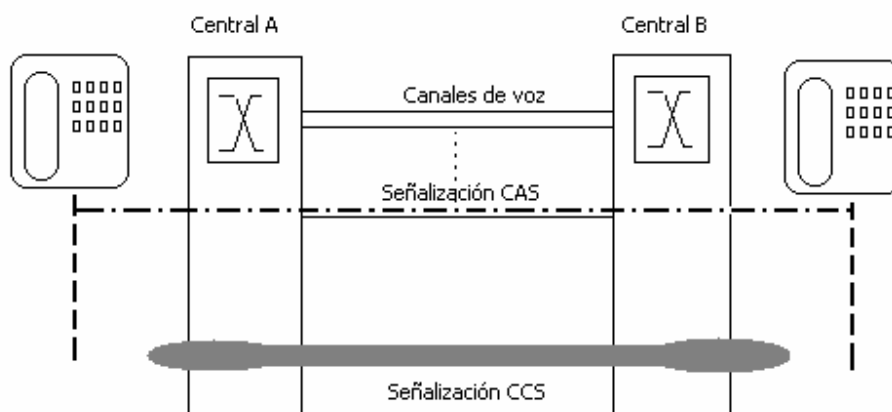 Central A
Central B
Canales de voz
Señalización CAS
Señalización CCS